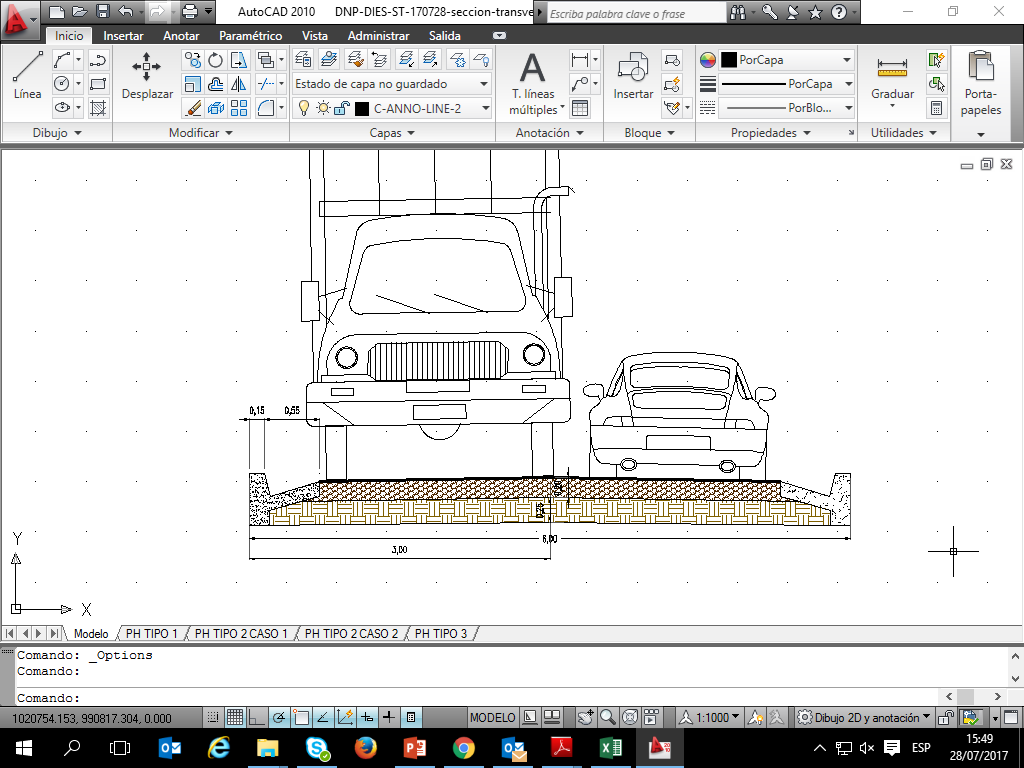 AutoCAD 2010 DNP-DIES-ST-170728-seccion-transve
Escriba palabra clave o frase
Inicio Insertar Anotar Paramétrico Vista Administrar Salida
Línea
Desplazar
Estado de capa no guardado
C-ANNO-LINE-2
A
T. líneas
múltiples
Insertar
PorCapa
PorCapa
PorBlo...
Graduar
Porta-
papeles
Dibujo Modificar Capas Anotación Bloque Propiedades Utilidades
0,15 0,55
0,20
0,25
6,00
3,00
Y
X
Modelo PH TIPO 1 PH TIPO 2 CASO 1 PH TIPO 2 CASO 2 PH TIPO 3
Comando: _Options
Comando:
Comando:
1020754.153, 990817.304, 0.000 MODELO 1:1000 Dibujo 2D y anotación
ESP 15:49
28/07/2017